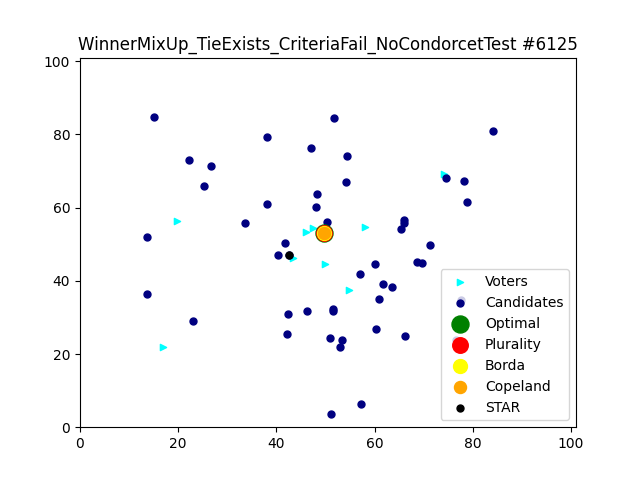 WinnerMixUp_TieExists_CriteriaFail_NoCondorcetTest #6125
100
80
60
40
20
0
Voters
Candidates
Optimal
Plurality
Borda
Copeland
STAR
0 20 40 60 80 100